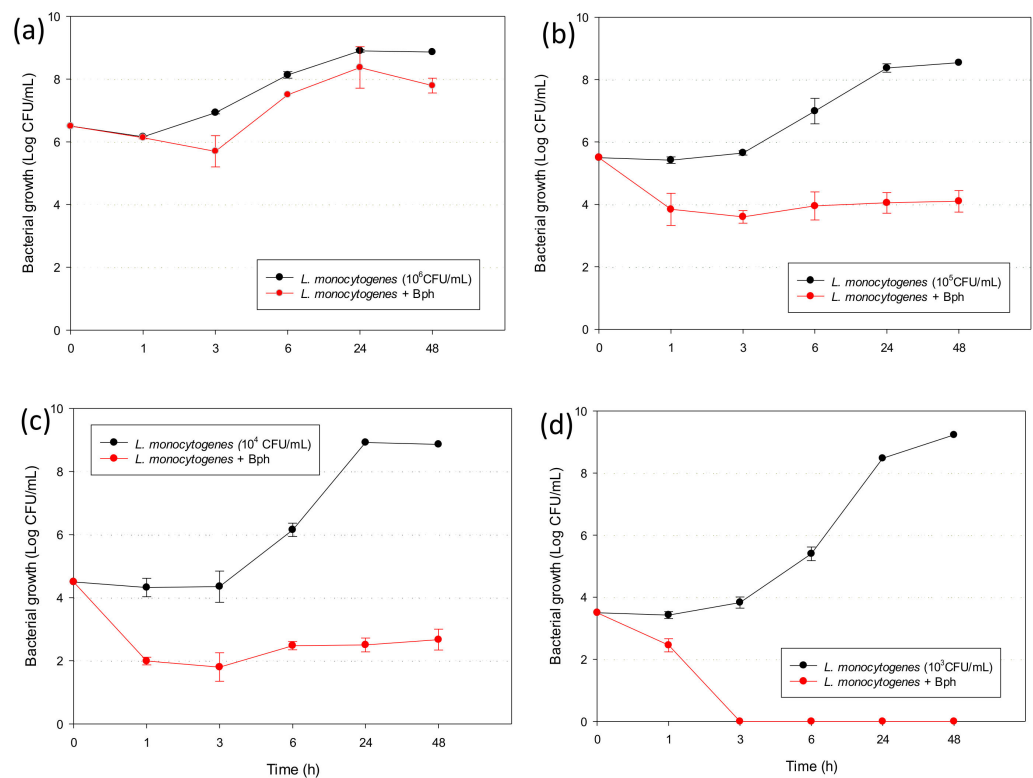 (a)
10
8
6
4
2
0
Bacterial growth (Log CFU/mL)
L. monocytogenes (10⁶CFU/mL)
L. monocytogenes + Bph
0 1 3 6 24 48
(b)
10
8
6
4
2
0
Bacterial growth (Log CFU/mL)
L. monocytogenes (10⁵CFU/mL)
L. monocytogenes + Bph
0 1 3 6 24 48
(c)
10
8
6
4
2
0
Bacterial growth (Log CFU/mL)
L. monocytogenes (10⁴ CFU/mL)
L. monocytogenes + Bph
0 1 3 6 24 48
Time (h)
(d)
10
8
6
4
2
0
Bacterial growth (Log CFU/mL)
L. monocytogenes (10³CFU/mL)
L. monocytogenes + Bph
0 1 3 6 24 48
Time (h)